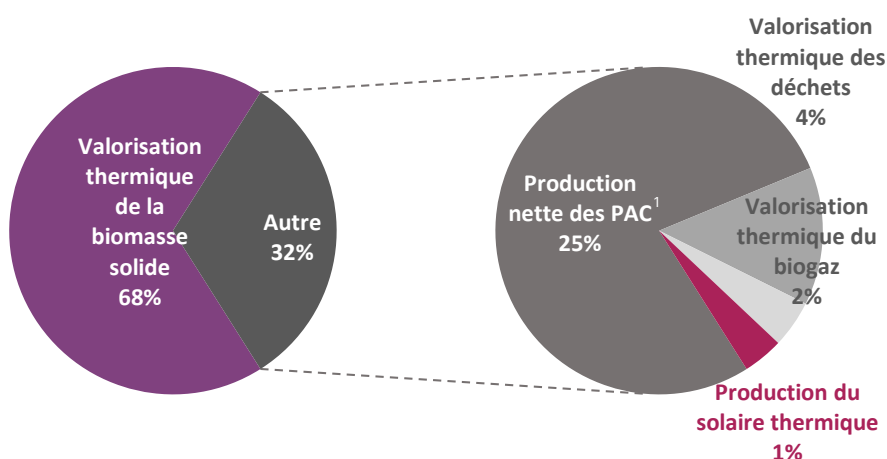 Valorisation
thermique
de la
biomasse
solide
68%
Autre
32%
Production
nette des PAC1
25%
Valorisation
thermique des
déchets
4%
Valorisation
thermique du
biogaz
2%
Production du
solaire thermique
1%